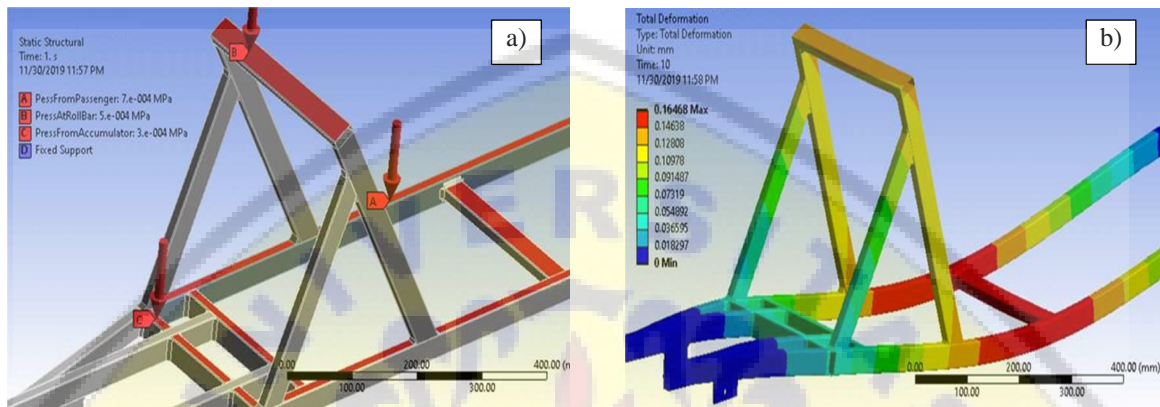 a)
Static Structural
Time: 1. s
11/30/2019 11:57 PM
A PessFromPassenger: 7.e-004 MPa
B PressAtRollBar: 5.e-004 MPa
C PressFromAccumulator: 3.e-004 MPa
D Fixed Support
B
A
C
0.00 200.00 400.00
100.00 300.00
b)
Total Deformation
Type: Total Deformation
Unit: mm
Time: 10
11/30/2019 11:58 PM
0.16468 Max
0.14638
0.12808
0.10978
0.091487
0.07319
0.054892
0.036595
0.018297
0 Min
0.00 200.00 400.00 (mm)
100.00 300.00